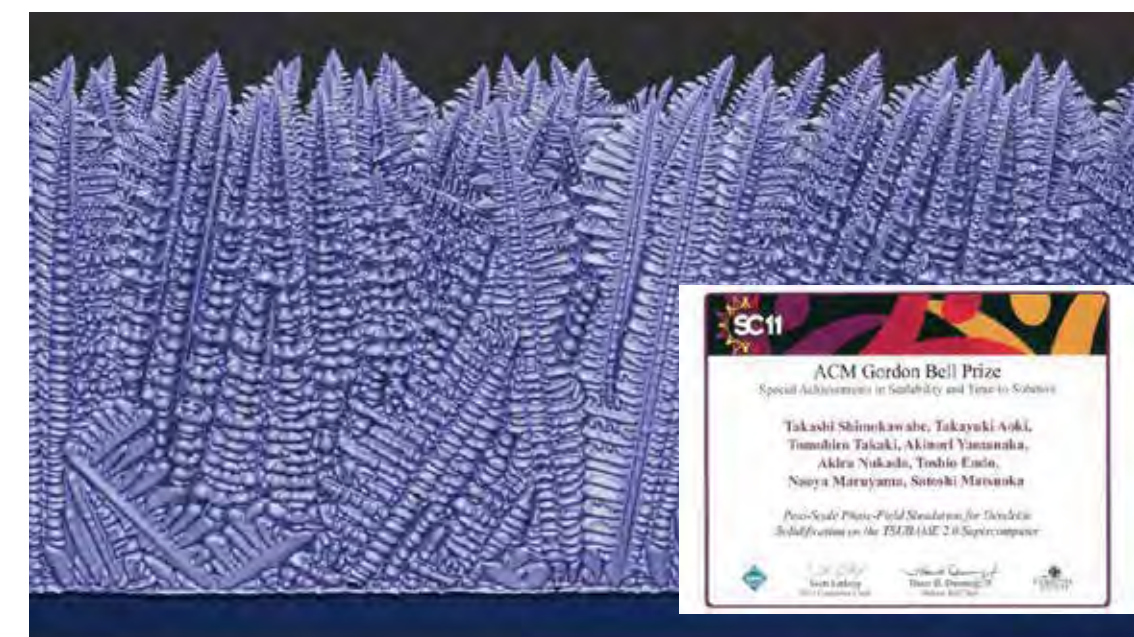 SC11
ACM Gordon Bell Prize
Special Achievements in Scalability and Time-to-Solution
Takashi Shimokawabe, Takayuki Aoki,
Tomohiro Takaki, Akinori Yamanaka,
Akira Nukada, Toshio Endo,
Naoya Maruyama, Satoshi Matsuoka
Peta-Scale Phase-Field Simulation for Dendritic
Solidification on the TSUBAME 2.0 Supercomputer